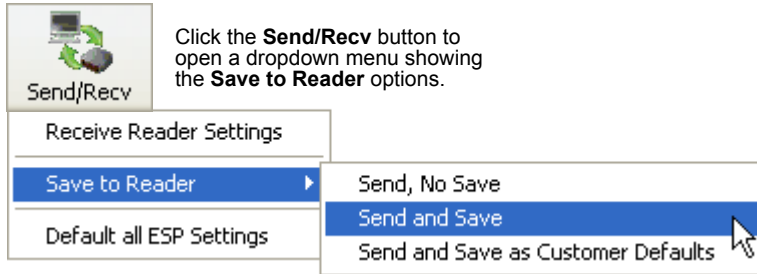 Click the Send/Recv button to
open a dropdown menu showing
the Save to Reader options.
Send/Recv
Receive Reader Settings
Save to Reader
Send, No Save
Send and Save
Default all ESP Settings
Send and Save as Customer Defaults